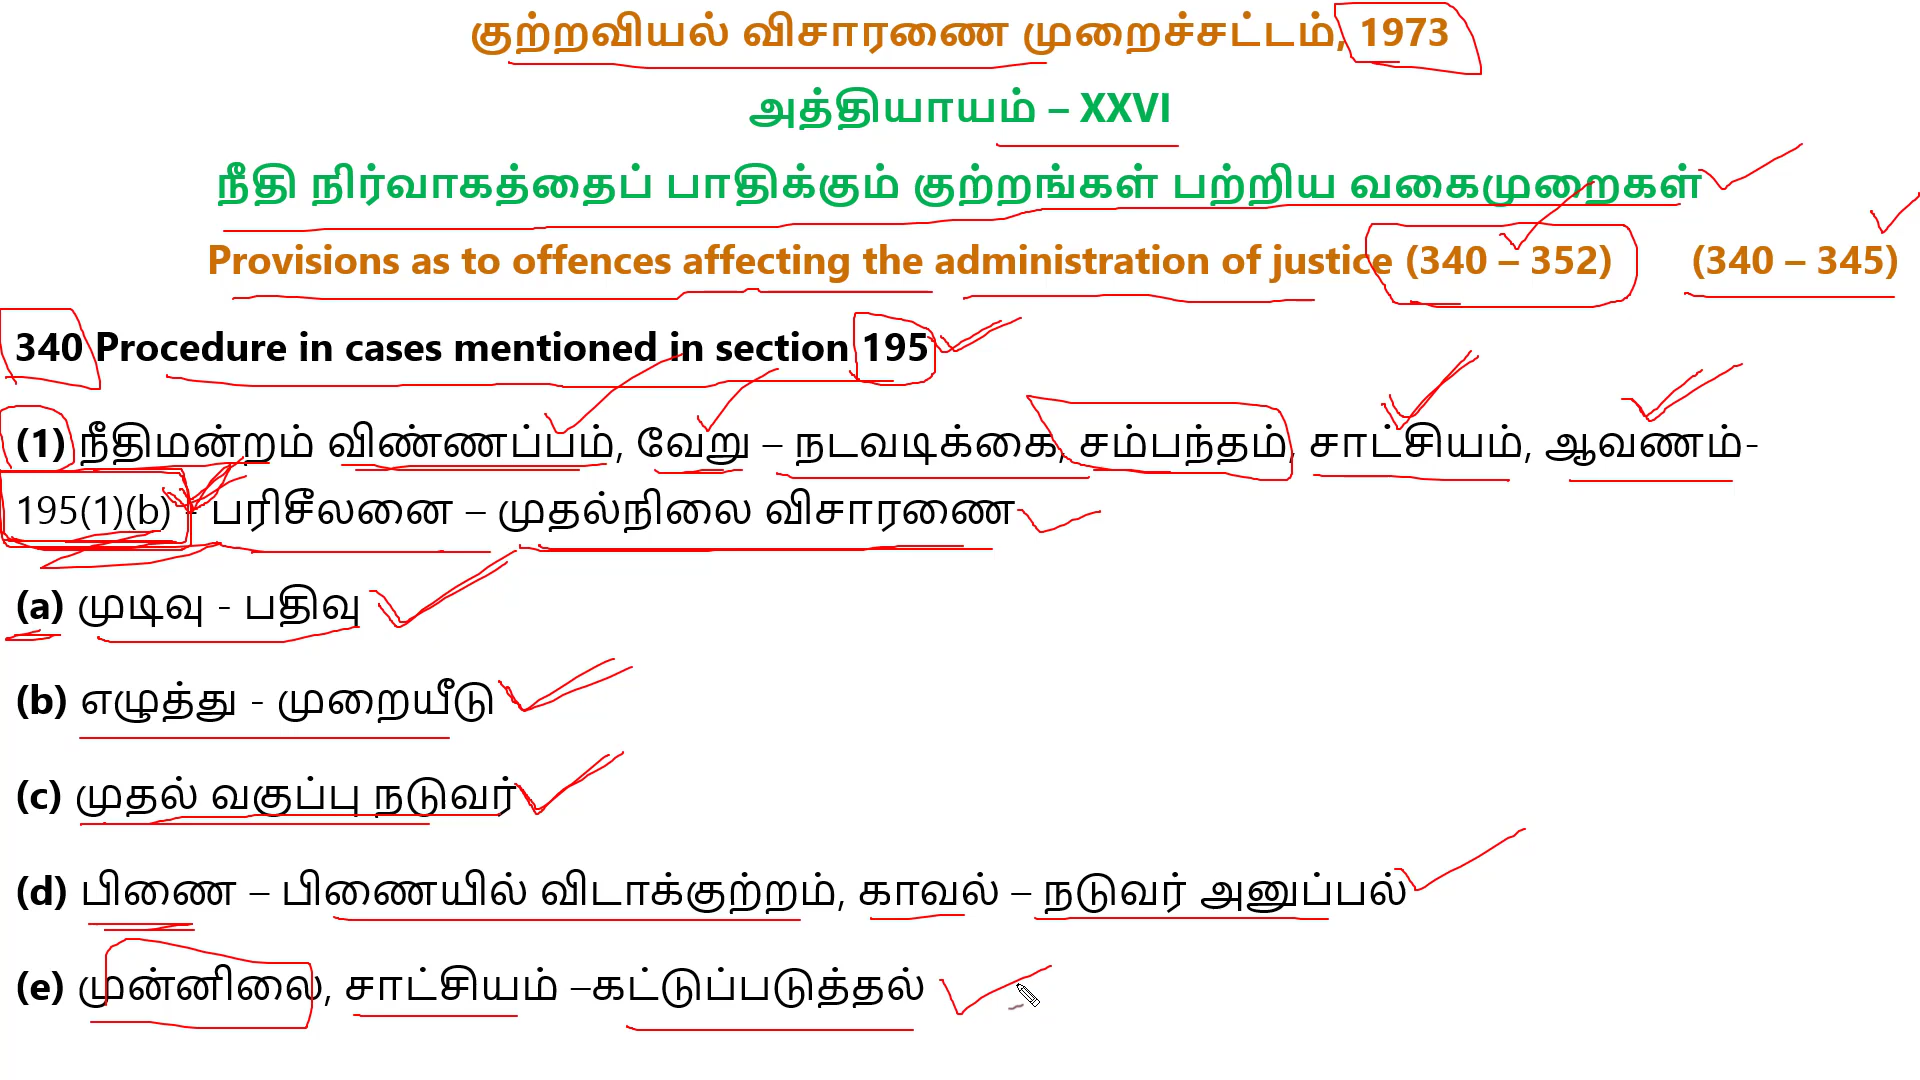 குற்றவியல் விசாரணை முறைச்சட்டம், 1973
அத்தியாயம் – XXVI
நீதி நிர்வாகத்தைப் பாதிக்கும் குற்றங்கள் பற்றிய வகைமுறைகள்
Provisions as to offences affecting the administration of justice (340 – 352) (340 – 345)
340 Procedure in cases mentioned in section 195
(1) நீதிமன்றம் விண்ணப்பம், வேறு – நடவடிக்கை, சம்பந்தம், சாட்சியம், ஆவணம்-
195(1)(b) - பரிசீலனை – முதல்நிலை விசாரணை
(a) முடிவு - பதிவு
(b) எழுத்து - முறையீடு
(c) முதல் வகுப்பு நடுவர்
(d) பிணை – பிணையில் விடாக்குற்றம், காவல் – நடுவர் அனுப்பல்
(e) முன்னிலை, சாட்சியம் –கட்டுப்படுத்தல்